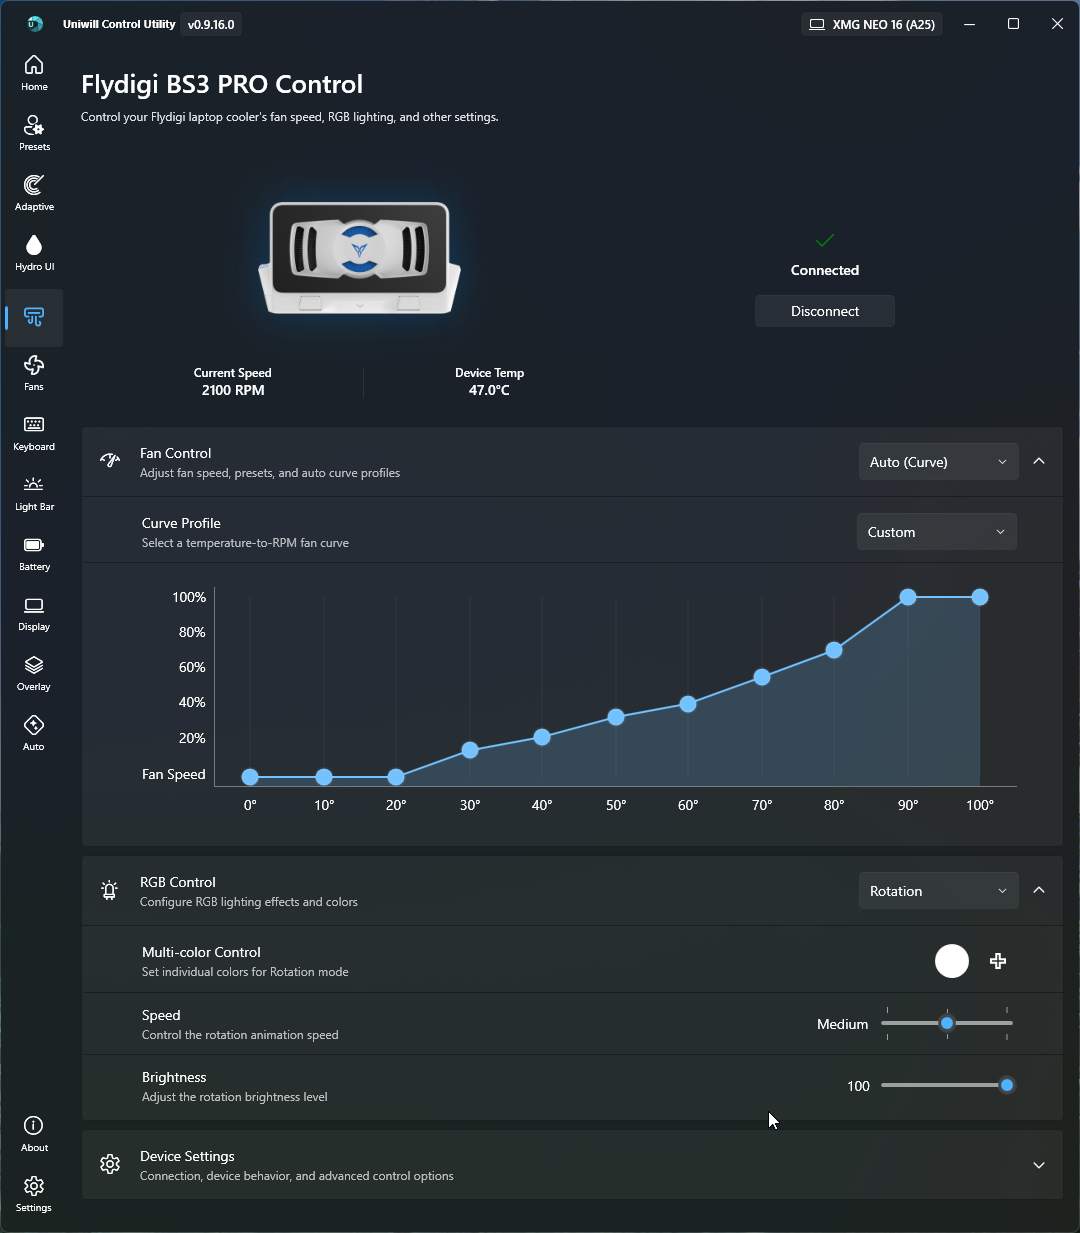 Uniwill Control Utility v0.9.16.0
XMG NEO 16 (A25)
Home
Presets
Adaptive
Hydro UI
Fans
Keyboard
Light Bar
Battery
Display
Overlay
Auto
About
Settings
Flydigi BS3 PRO Control
Control your Flydigi laptop cooler's fan speed, RGB lighting, and other settings.
Connected
Disconnect
Current Speed
2100 RPM
Device Temp
47.0°C
Fan Control
Adjust fan speed, presets, and auto curve profiles
Auto (Curve)
Curve Profile
Select a temperature-to-RPM fan curve
Custom
100%
80%
60%
40%
20%
Fan Speed
0° 10° 20° 30° 40° 50° 60° 70° 80° 90° 100°
RGB Control
Configure RGB lighting effects and colors
Rotation
Multi-color Control
Set individual colors for Rotation mode
Speed
Control the rotation animation speed
Medium
Brightness
Adjust the rotation brightness level
100
Device Settings
Connection, device behavior, and advanced control options